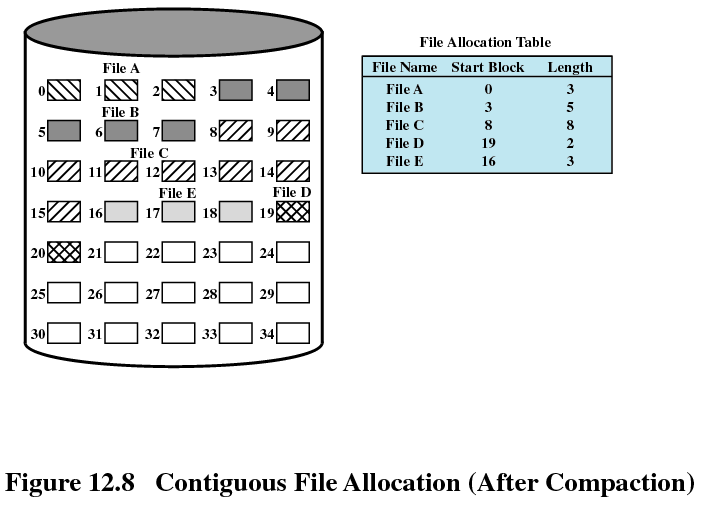 File A
0 1 2 3 4
File B
5 6 7 8 9
File C
10 11 12 13 14
File E File D
15 16 17 18 19
20 21 22 23 24
25 26 27 28 29
30 31 32 33 34
File Allocation Table
File Name Start Block Length
File A 0 3
File B 3 5
File C 8 8
File D 19 2
File E 16 3
Figure 12.8 Contiguous File Allocation (After Compaction)